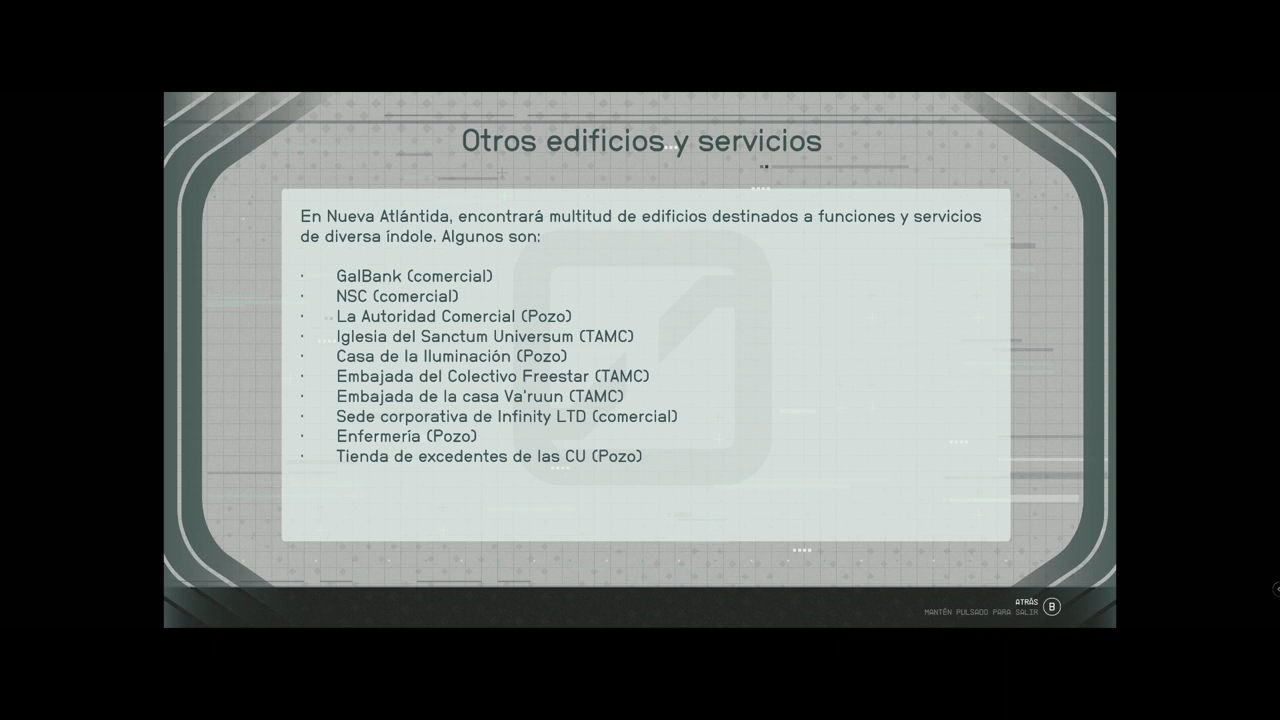 Otros edificios y servicios
En Nueva Atlántida, encontrará multitud de edificios destinados a funciones y servicios
de diversa índole. Algunos son:
· GalBank (comercial)
· NSC (comercial)
· La Autoridad Comercial (Pozo)
· Iglesia del Sanctum Universum (TAMC)
· Casa de la Iluminación (Pozo)
· Embajada del Colectivo Freestar (TAMC)
· Embajada de la casa Va'ruun (TAMC)
· Sede corporativa de Infinity LTD (comercial)
· Enfermería (Pozo)
· Tienda de excedentes de las CU (Pozo)
ATRÁS B
MANTÉN PULSADO PARA SALIR